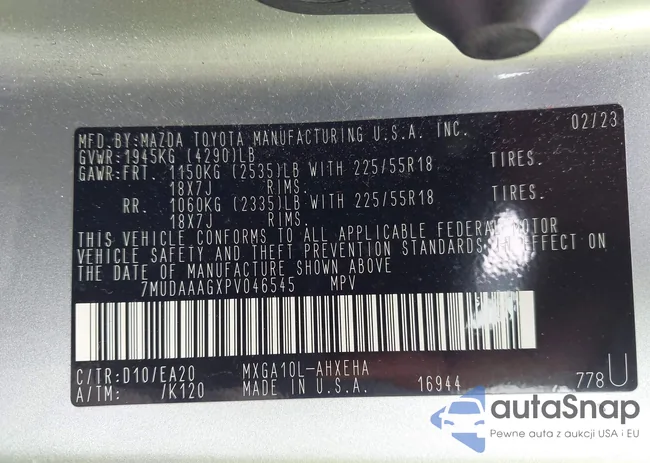 MFD.BY:MAZDA TOYOTA MANUFACTURING U.S.A. INC. 02/23
GVWR:1945KG (4290)LB
GAWR:FRT. 1150KG (2535)LB WITH 225/55R18 TIRES.
18X7J RIMS.
RR. 1060KG (2335)LB WITH 225/55R18 TIRES.
18X7J RIMS.
THIS VEHICLE CONFORMS TO ALL APPLICABLE FEDERAL MOTOR
VEHICLE SAFETY AND THEFT PREVENTION STANDARDS IN EFFECT ON
THE DATE OF MANUFACTURE SHOWN ABOVE
7MUDAAAGXPV046545 MPV
C/TR:D10/EA20 MXGA10L-AHXEHA
A/TM: /K120 MADE IN U.S.A. 16944 778U
autaSnap
Pewne auta z aukcji USA i EU